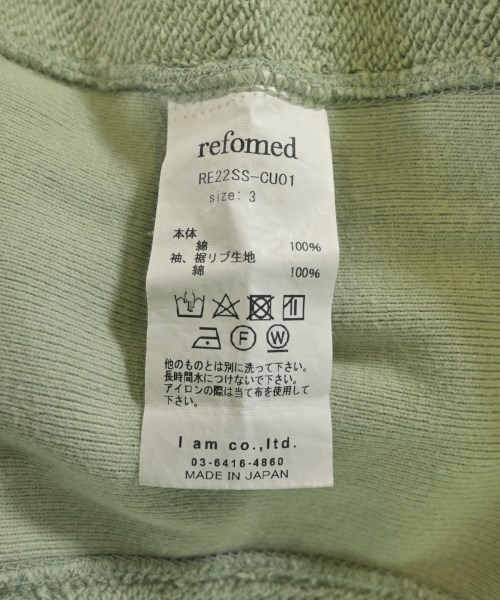 refomed
RE22SS-CU01
size: 3
本体
綿 100%
袖、裾リブ生地
綿 100%
F W
他のものとは別に洗って下さい。
長時間水につけないで下さい。
アイロンの際は当て布を使用して
下さい。
I am co.,ltd.
03-6416-4860
MADE IN JAPAN